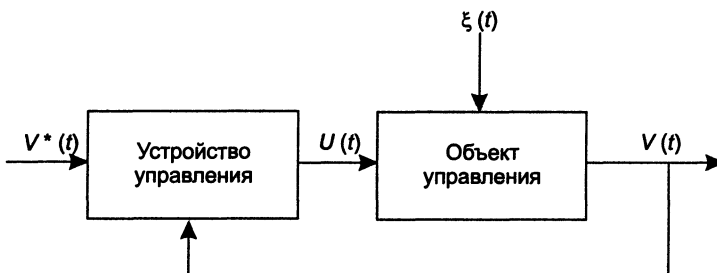 ξ (t)
V* (t)
Устройство
управления
U (t)
Объект
управления
V (t)